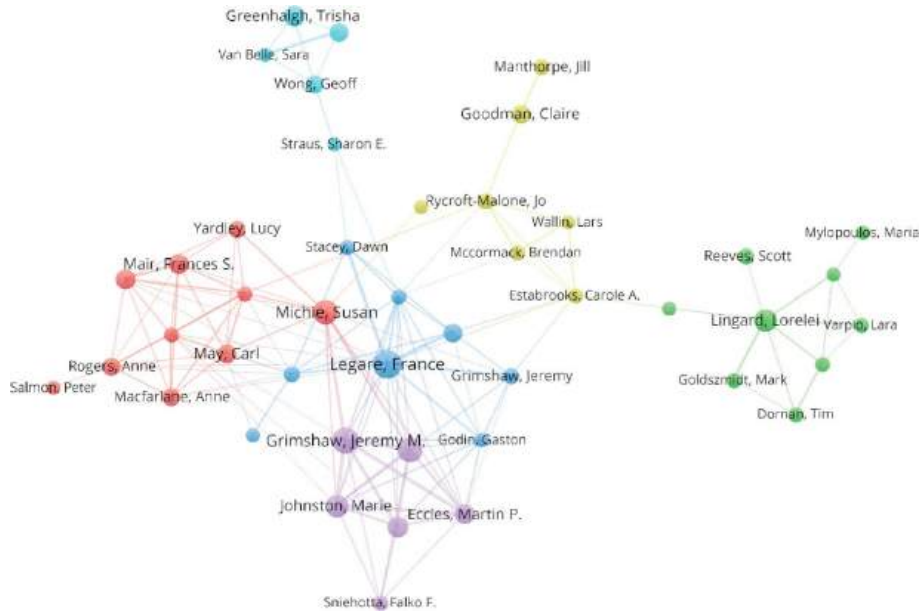 Greenhalgh, Trisha
Van Belle, Sara
Wong, Geoff
Manthorpe, Jill
Goodman, Claire
Straus, Sharon E.
Rycroft-Malone, Jo
Wallin, Lars
Yardley, Lucy
Stacey, Dawn
Mccormack, Brendan
Mylopoulos, Maria
Reeves, Scott
Mair, Frances S.
Estabrooks, Carole A.
Michie, Susan
Lingard, Lorelei
Varpio, Lara
May, Carl
Rogers, Anne
Legare, France
Grimshaw, Jeremy
Goldszmidt, Mark
Salmon, Peter
Macfarlane, Anne
Dornan, Tim
Grimshaw, Jeremy M.
Godin, Gaston
Johnston, Marie
Eccles, Martin P.
Sniehotta, Falko F.